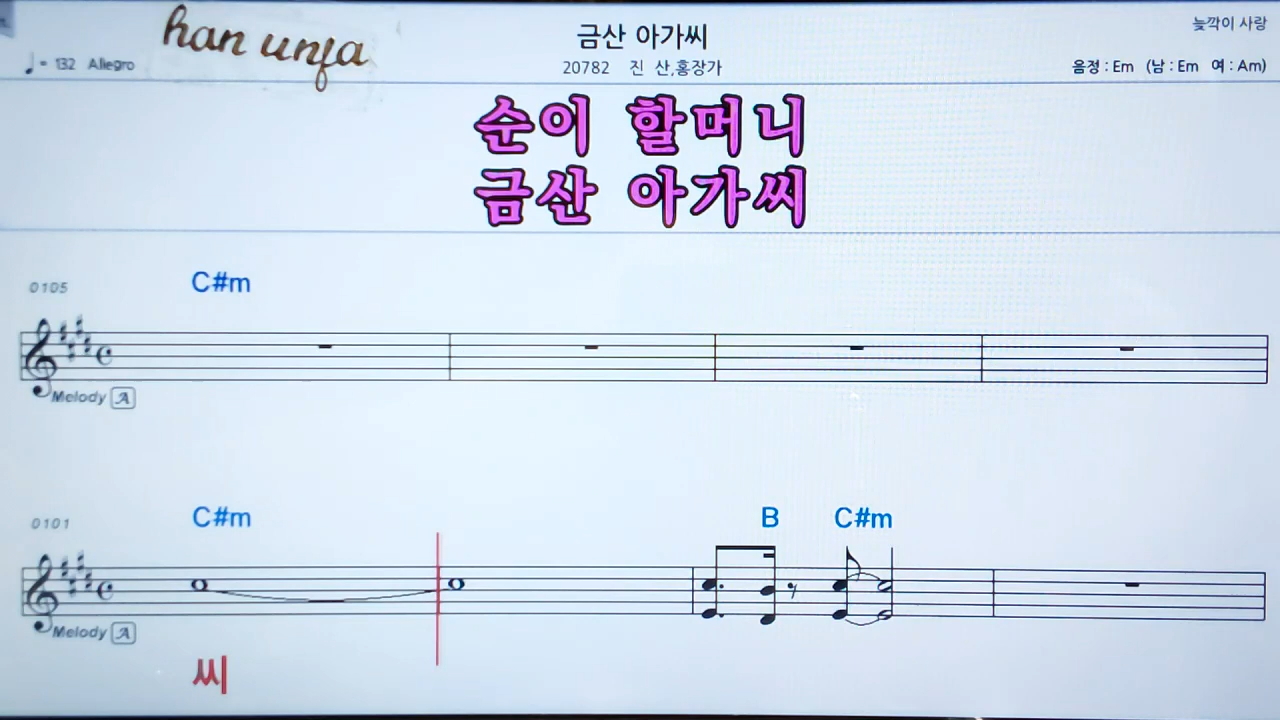 han unja
금산 아가씨
늦깍이 사랑
♩ = 132 Allegro
20782 진 산,홍장가
음정 : Em (남 : Em 여 : Am)
순이 할머니
금산 아가씨
0105
C#m
Melody A
0101
C#m B C#m
Melody A
씨